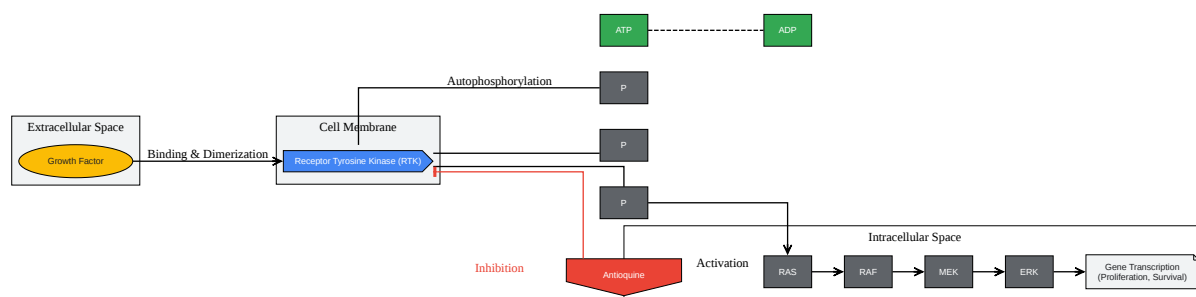 ATP
ADP
Autophosphorylation
P
Extracellular Space
Cell Membrane
Growth Factor
Binding & Dimerization
Receptor Tyrosine Kinase (RTK)
P
P
Intracellular Space
Inhibition
Antioquine
Activation
RAS
RAF
MEK
ERK
Gene Transcription
(Proliferation, Survival)